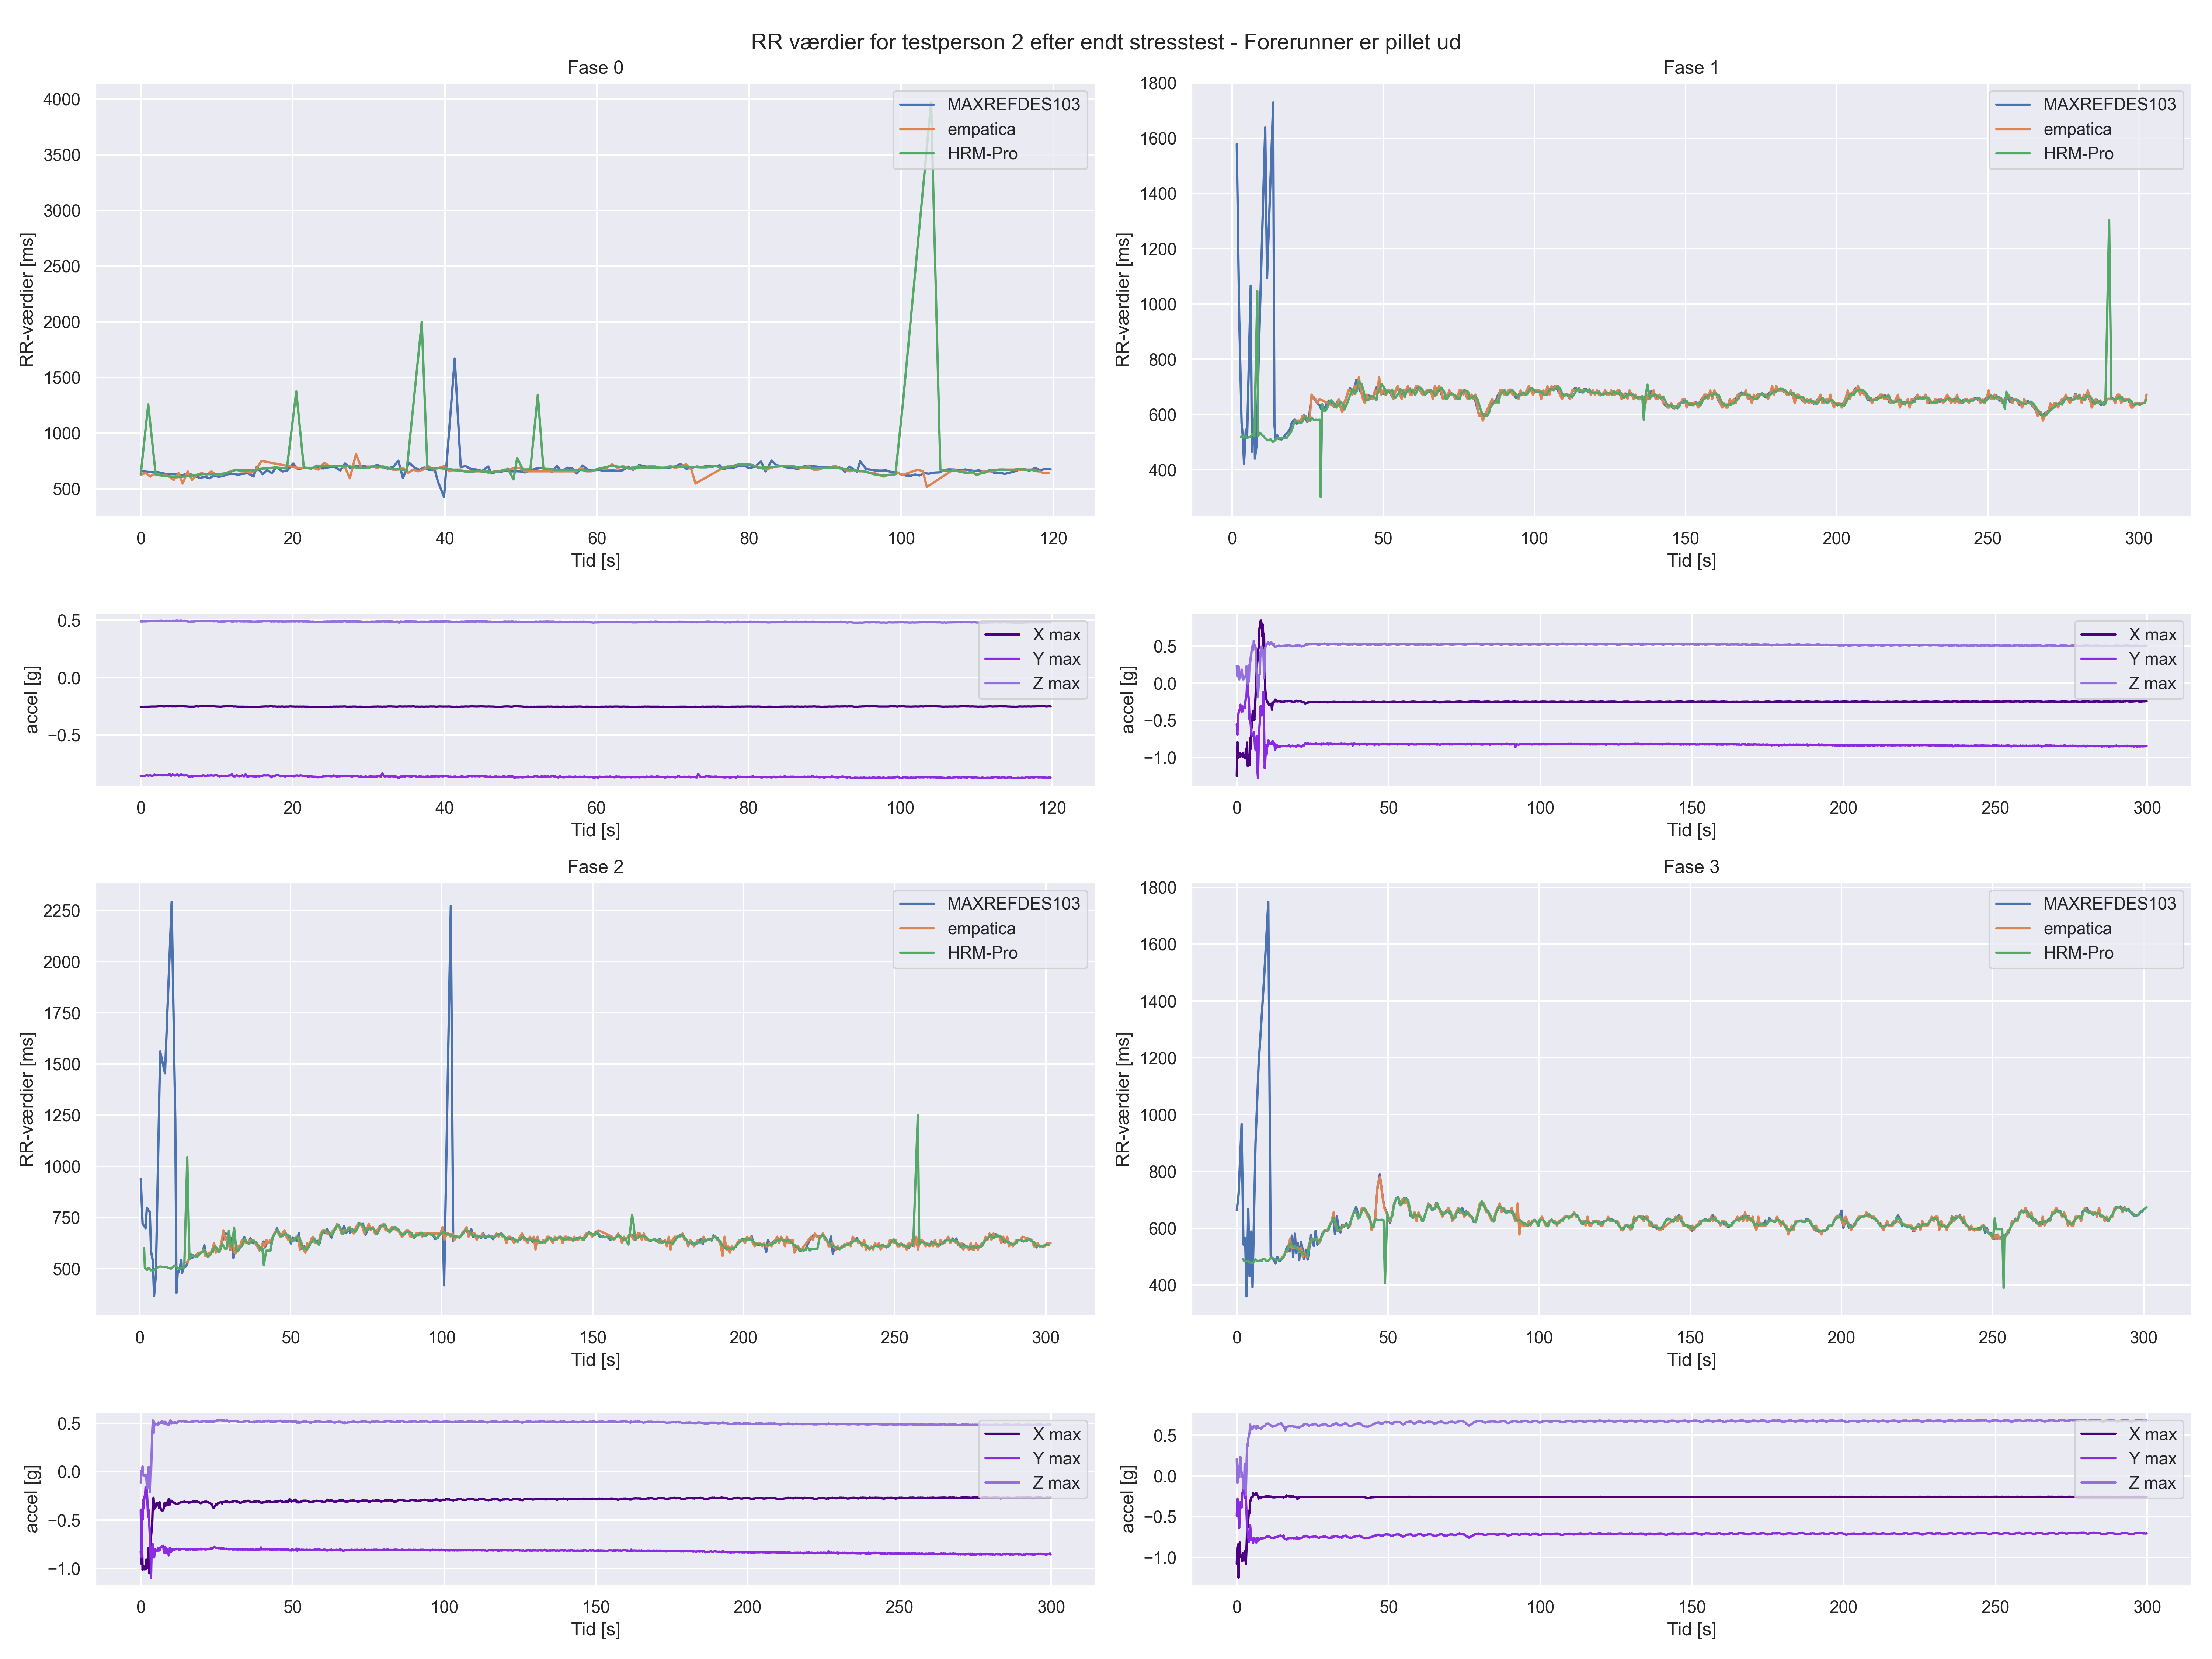 RR værdier for testperson 2 efter endt stresstest - Forerunner er pillet ud
Fase 0
4000
3500
3000
2500
2000
1500
1000
500
RR-værdier [ms]
MAXREFDES103
empatica
HRM-Pro
0 20 40 60 80 100 120
Tid [s]
Fase 1
1800
1600
1400
1200
1000
800
600
400
RR-værdier [ms]
MAXREFDES103
empatica
HRM-Pro
0 50 100 150 200 250 300
Tid [s]
0.5
0.0
−0.5
accel [g]
X max
Y max
Z max
0 20 40 60 80 100 120
Tid [s]
0.5
0.0
−0.5
−1.0
accel [g]
X max
Y max
Z max
0 50 100 150 200 250 300
Tid [s]
Fase 2
2250
2000
1750
1500
1250
1000
750
500
RR-værdier [ms]
MAXREFDES103
empatica
HRM-Pro
0 50 100 150 200 250 300
Tid [s]
Fase 3
1800
1600
1400
1200
1000
800
600
400
RR-værdier [ms]
MAXREFDES103
empatica
HRM-Pro
0 50 100 150 200 250 300
Tid [s]
0.5
0.0
−0.5
−1.0
accel [g]
X max
Y max
Z max
0 50 100 150 200 250 300
Tid [s]
0.5
0.0
−0.5
−1.0
accel [g]
X max
Y max
Z max
0 50 100 150 200 250 300
Tid [s]